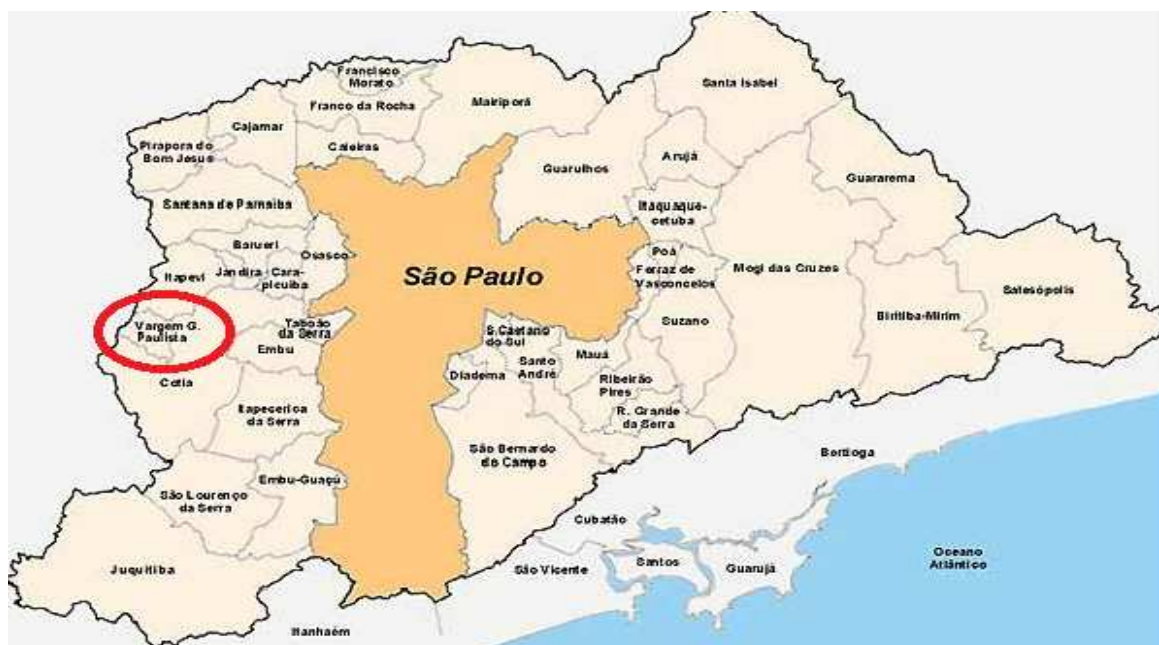 Francisco
Morato
Franco da Rocha
Mairiporã
Santa Isabel
Cajamar
Pirapora do
Bom Jesus
Caieiras
Guarulhos
Arujá
Guararema
Santana de Parnaíba
Itaquaque-
cetuba
Barueri
Osasco
Itapevi
Jandira
Cara-
picuíba
São Paulo
Poá
Ferraz de
Vasconcelos
Mogi das Cruzes
Salesópolis
Biritiba-Mirim
Suzano
Vargem G.
Paulista
Taboão
da Serra
Embu
S.Caetano
do Sul
Santo
André
Mauá
Diadema
Cotia
Ribeirão
Pires
R. Grande
da Serra
Itapecerica
da Serra
São Bernardo
do Campo
Embu-Guaçú
São Lourenço
da Serra
Bertioga
Cubatão
Juquitiba
São Vicente
Santos
Guarujá
Oceano
Atlântico
Itanhaém